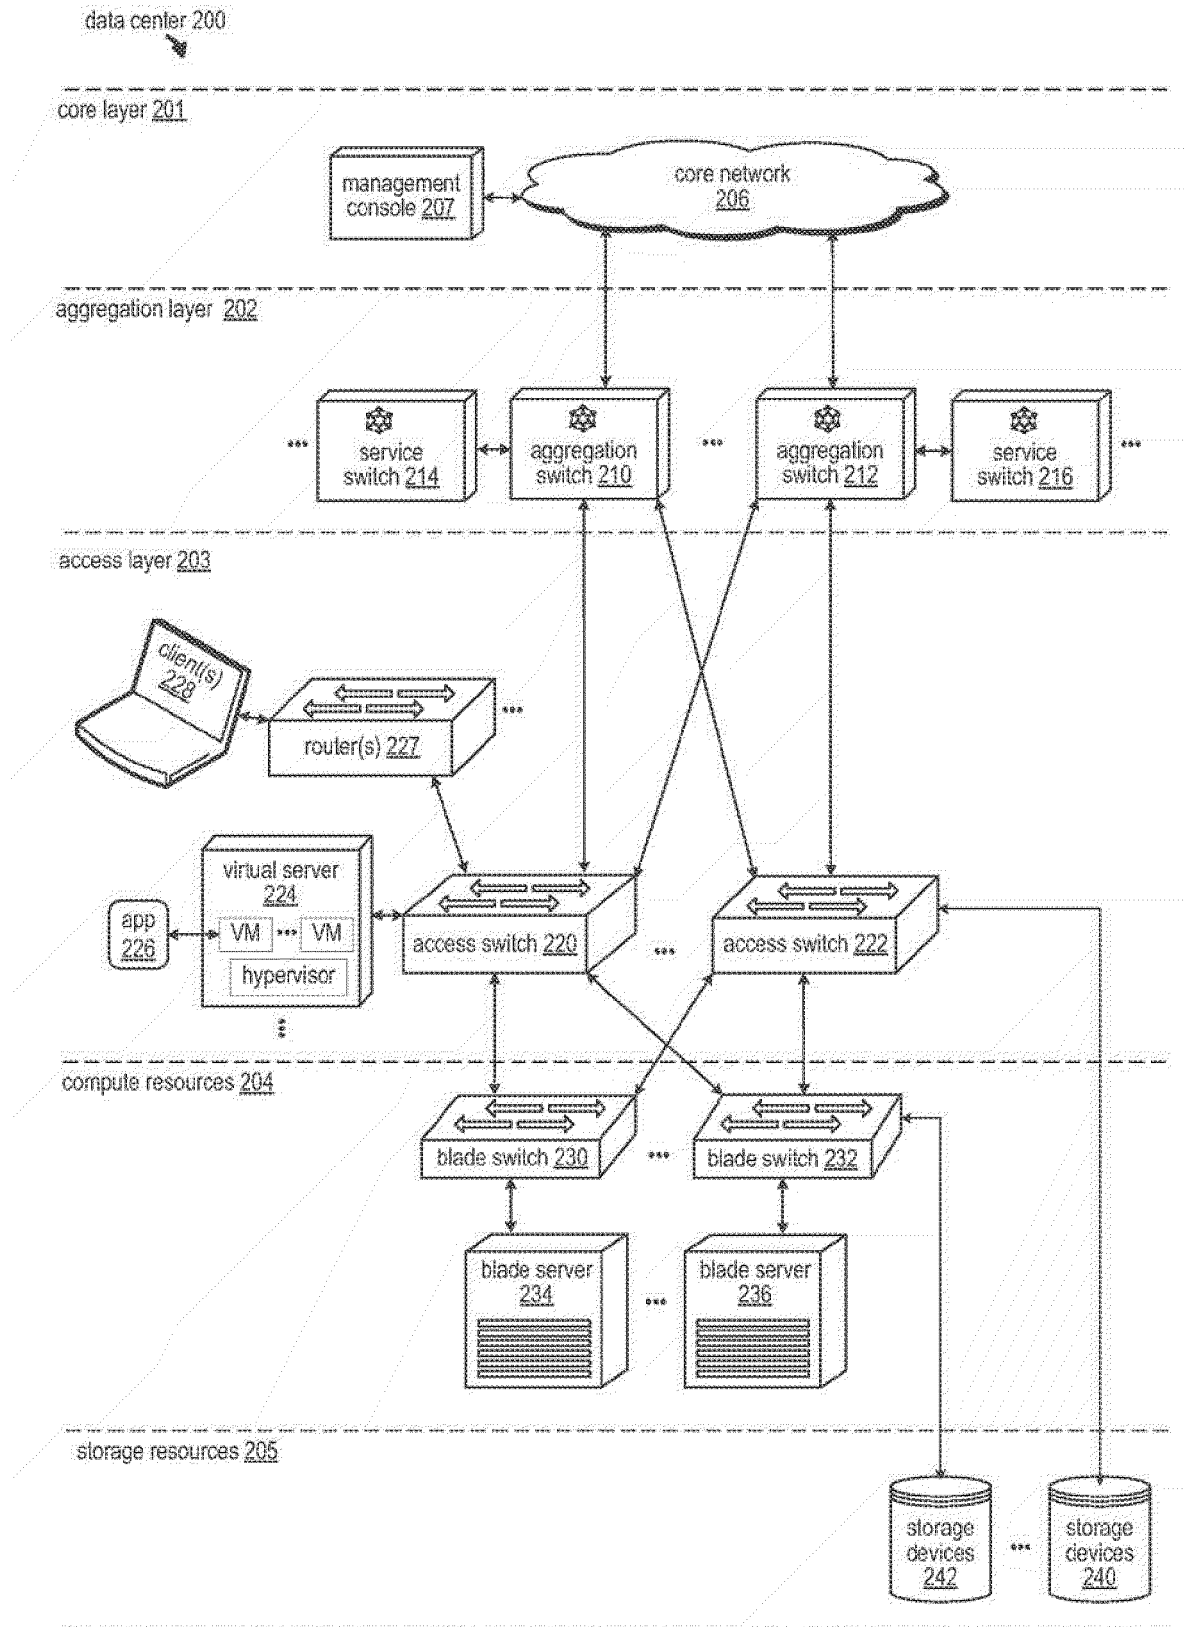 data center 200
core layer 201
management
console 207
core network
206
aggregation layer 202
...
service
switch 214
aggregation
switch 210
...
aggregation
switch 212
service
switch 216
...
access layer 203
client(s)
228
router(s) 227
...
virtual server
224
VM ... VM
hypervisor
app
226
...
access switch 220
...
access switch 222
compute resources 204
blade switch 230
...
blade switch 232
blade server
234
...
blade server
236
storage resources 205
storage
devices
242
...
storage
devices
240